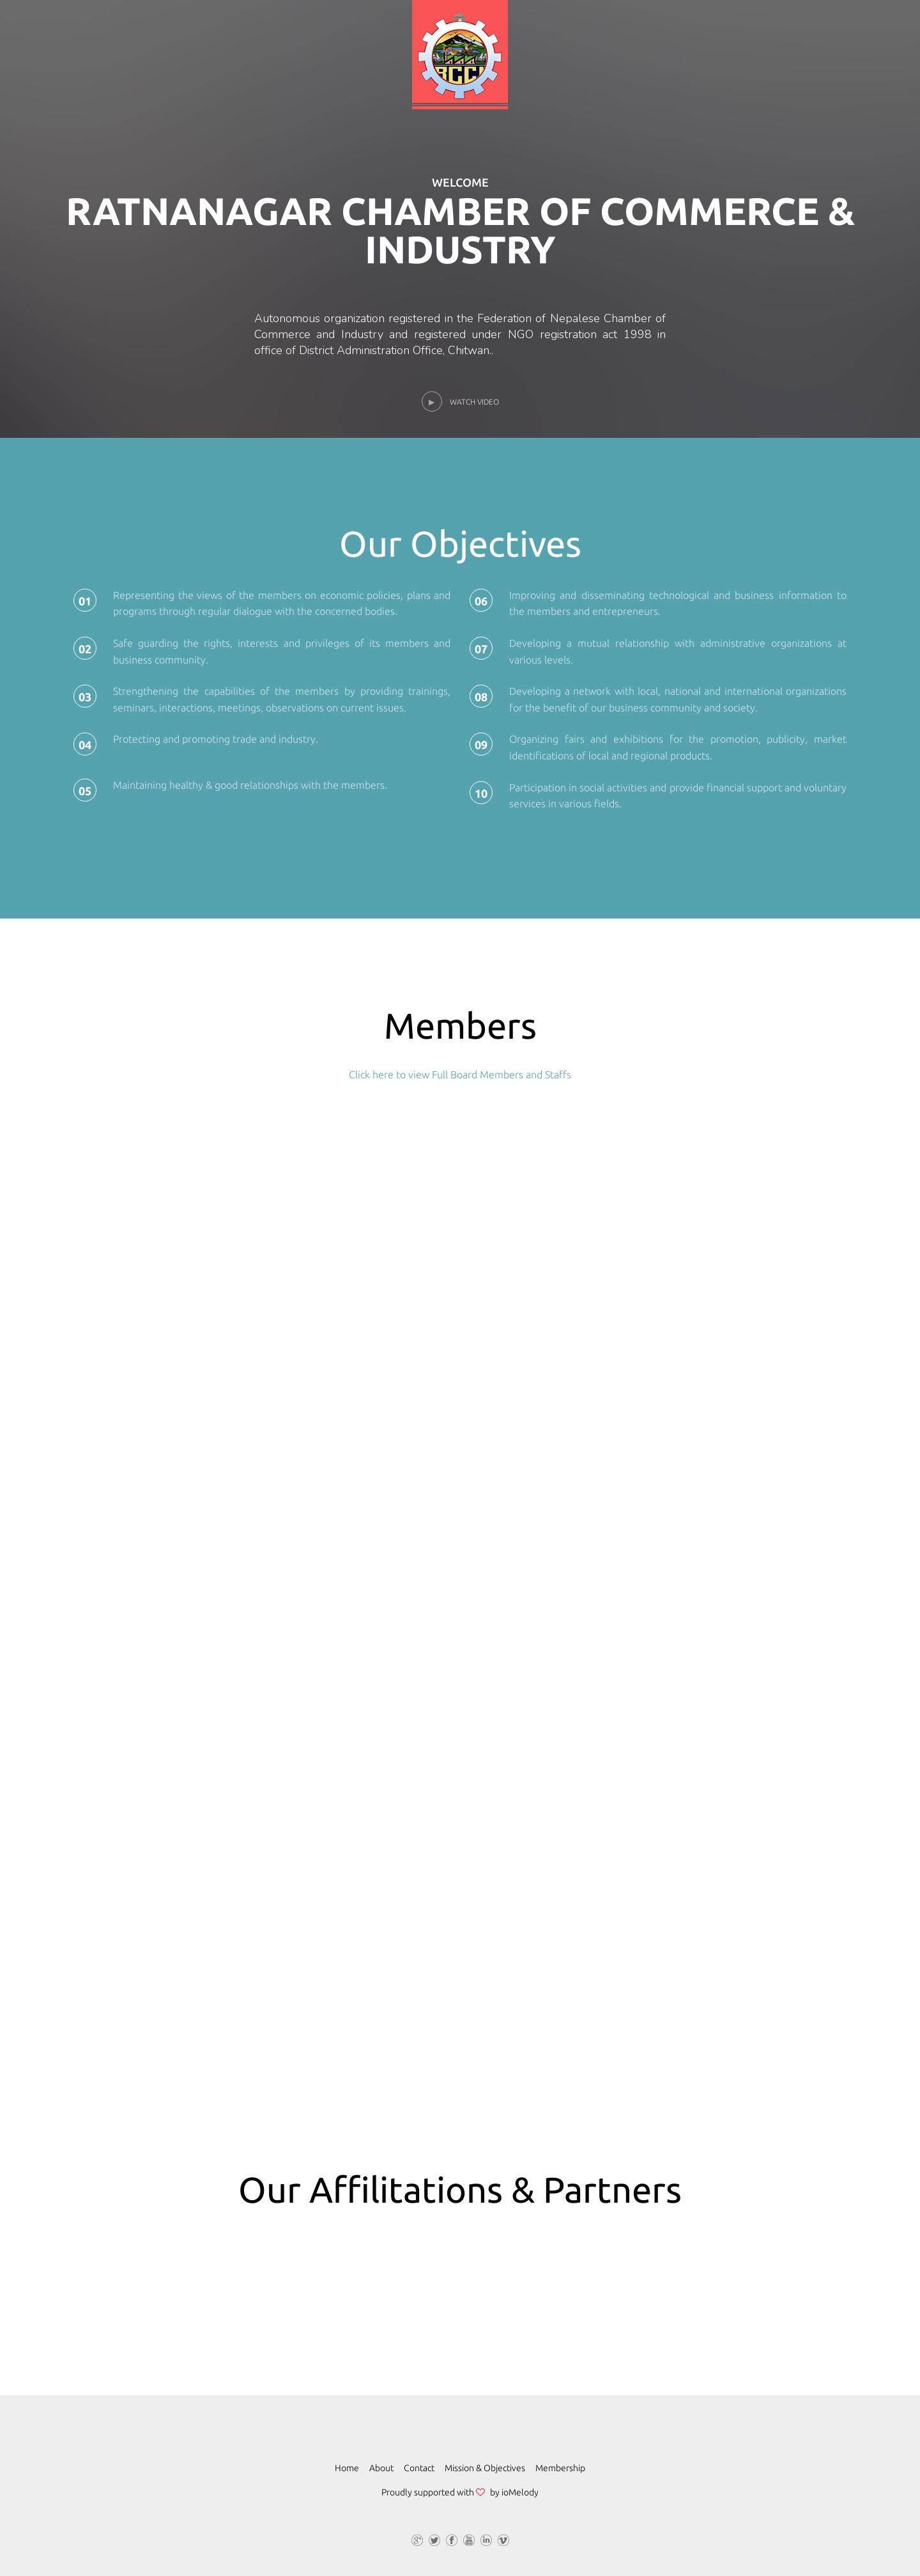 RCCI
WELCOME
RATNANAGAR CHAMBER OF COMMERCE &
INDUSTRY
Autonomous organization registered in the Federation of Nepalese Chamber of
Commerce and Industry and registered under NGO registration act 1998 in
office of District Administration Office, Chitwan..
WATCH VIDEO
Our Objectives
01 Representing the views of the members on economic policies, plans and
programs through regular dialogue with the concerned bodies.
02 Safe guarding the rights, interests and privileges of its members and
business community.
03 Strengthening the capabilities of the members by providing trainings,
seminars, interactions, meetings, observations on current issues.
04 Protecting and promoting trade and industry.
05 Maintaining healthy & good relationships with the members.
06 Improving and disseminating technological and business information to
the members and entrepreneurs.
07 Developing a mutual relationship with administrative organizations at
various levels.
08 Developing a network with local, national and international organizations
for the benefit of our business community and society.
09 Organizing fairs and exhibitions for the promotion, publicity, market
identifications of local and regional products.
10 Participation in social activities and provide financial support and voluntary
services in various fields.
Members
Click here to view Full Board Members and Staffs
Our Affilitations & Partners
Home About Contact Mission & Objectives Membership
Proudly supported with by ioMelody